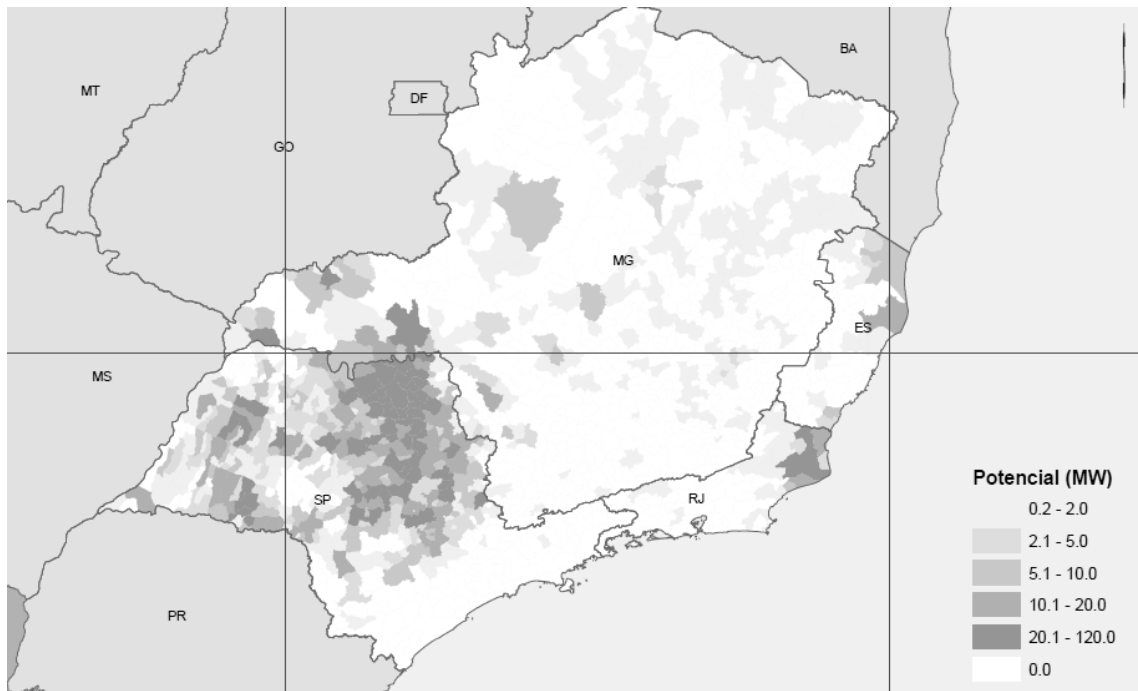 BA
MT
DF
GO
MG
ES
MS
SP
RJ
PR
Potencial (MW)
0.2 - 2.0
2.1 - 5.0
5.1 - 10.0
10.1 - 20.0
20.1 - 120.0
0.0